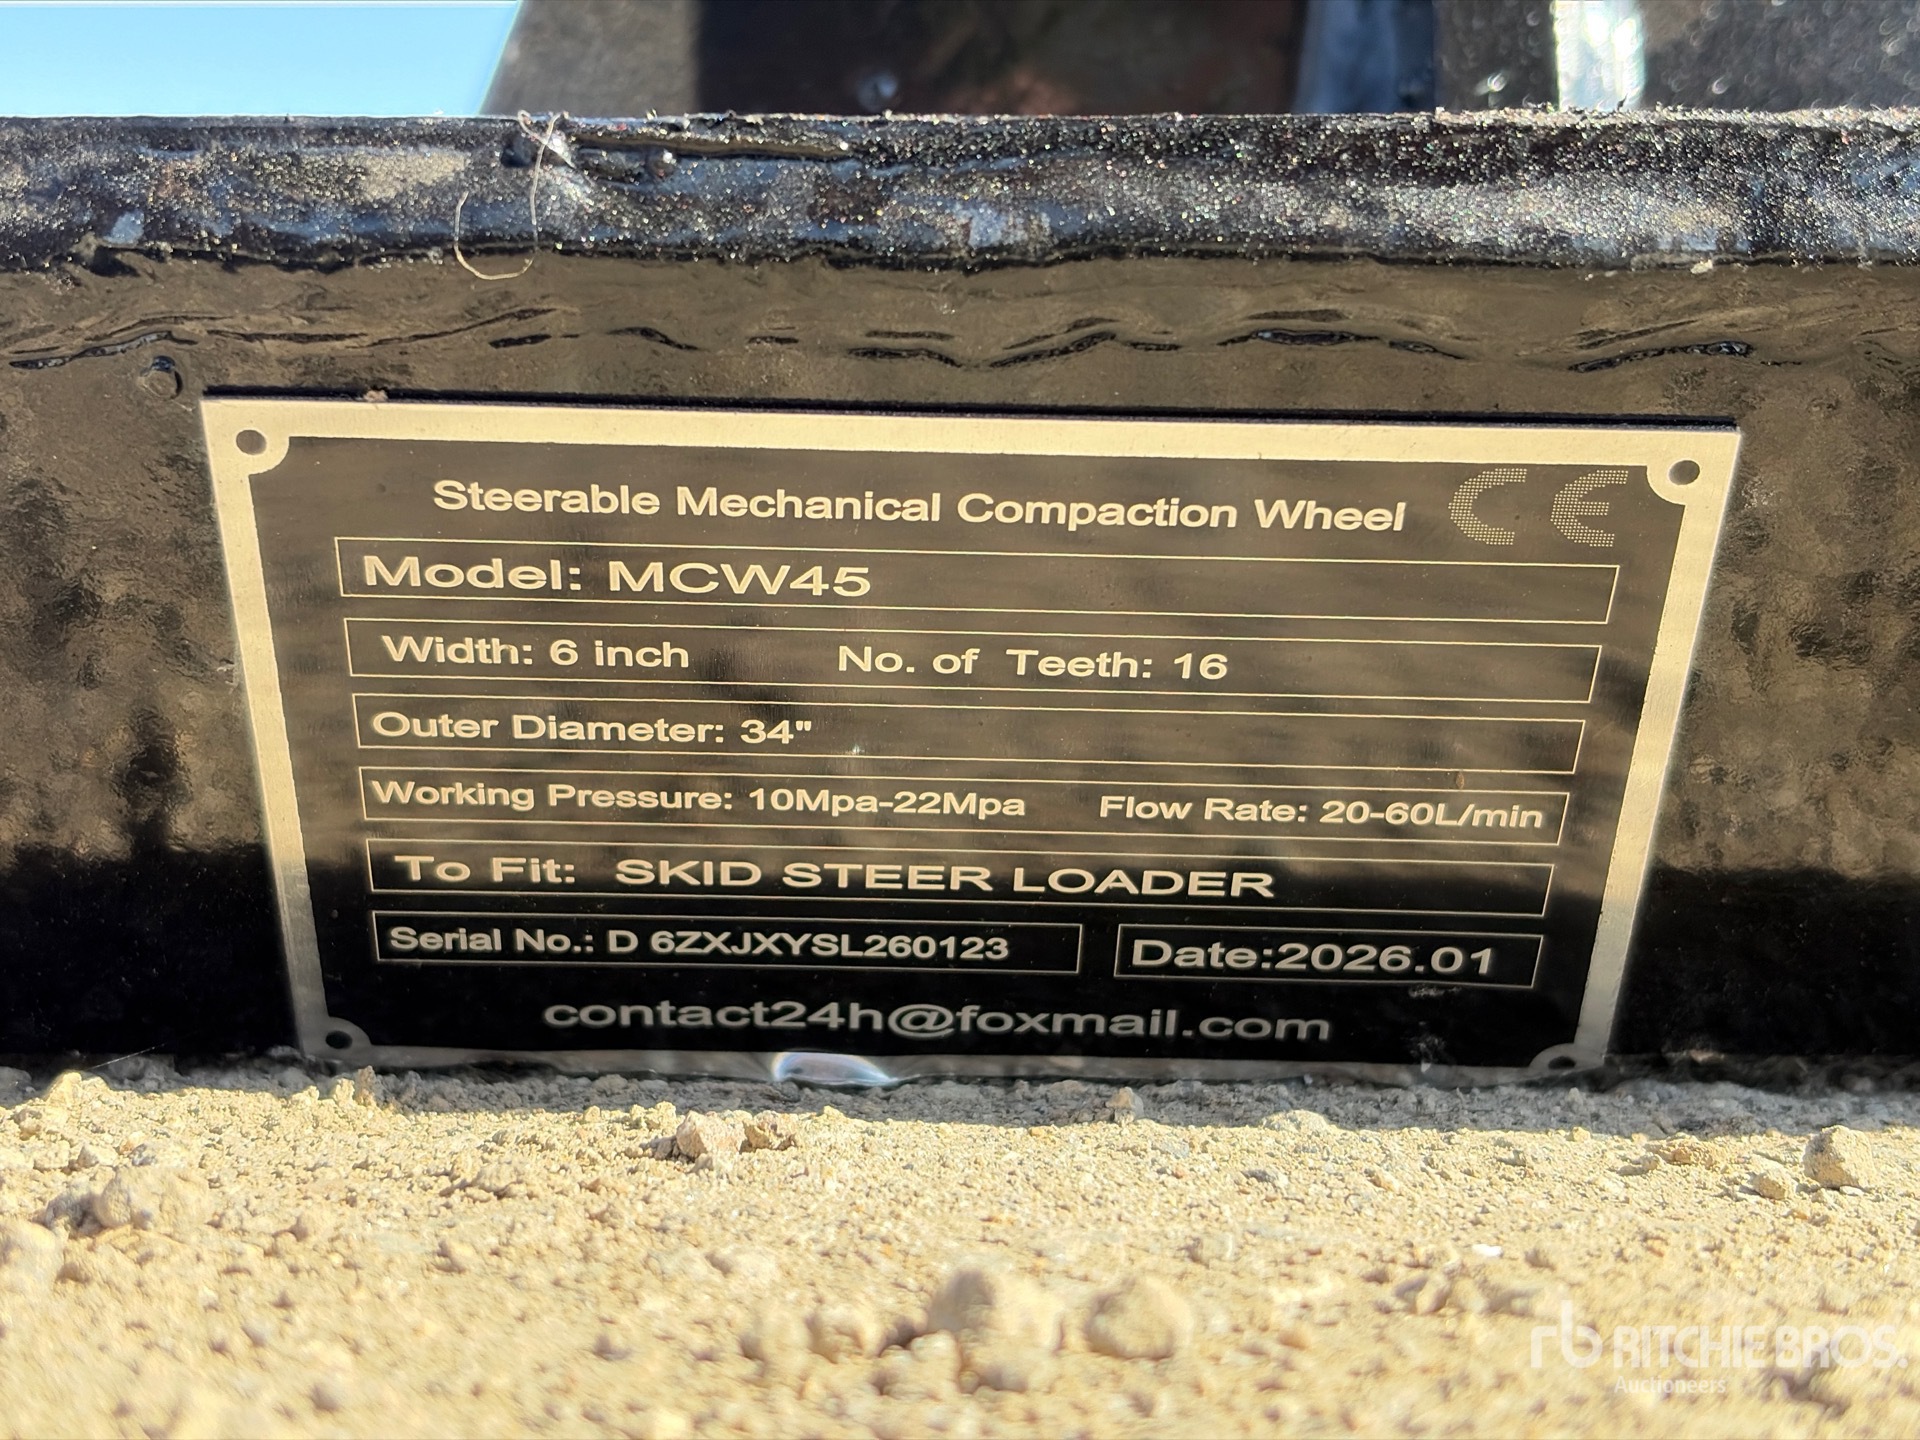 Steerable Mechanical Compaction Wheel CE
Model: MCW45
Width: 6 inch No. of Teeth: 16
Outer Diameter: 34"
Working Pressure: 10Mpa-22Mpa Flow Rate: 20-60L/min
To Fit: SKID STEER LOADER
Serial No.: D 6ZXJXYSL260123 Date:2026.01
contact24h@foxmail.com
rb RITCHIE BROS.
Auctioneers